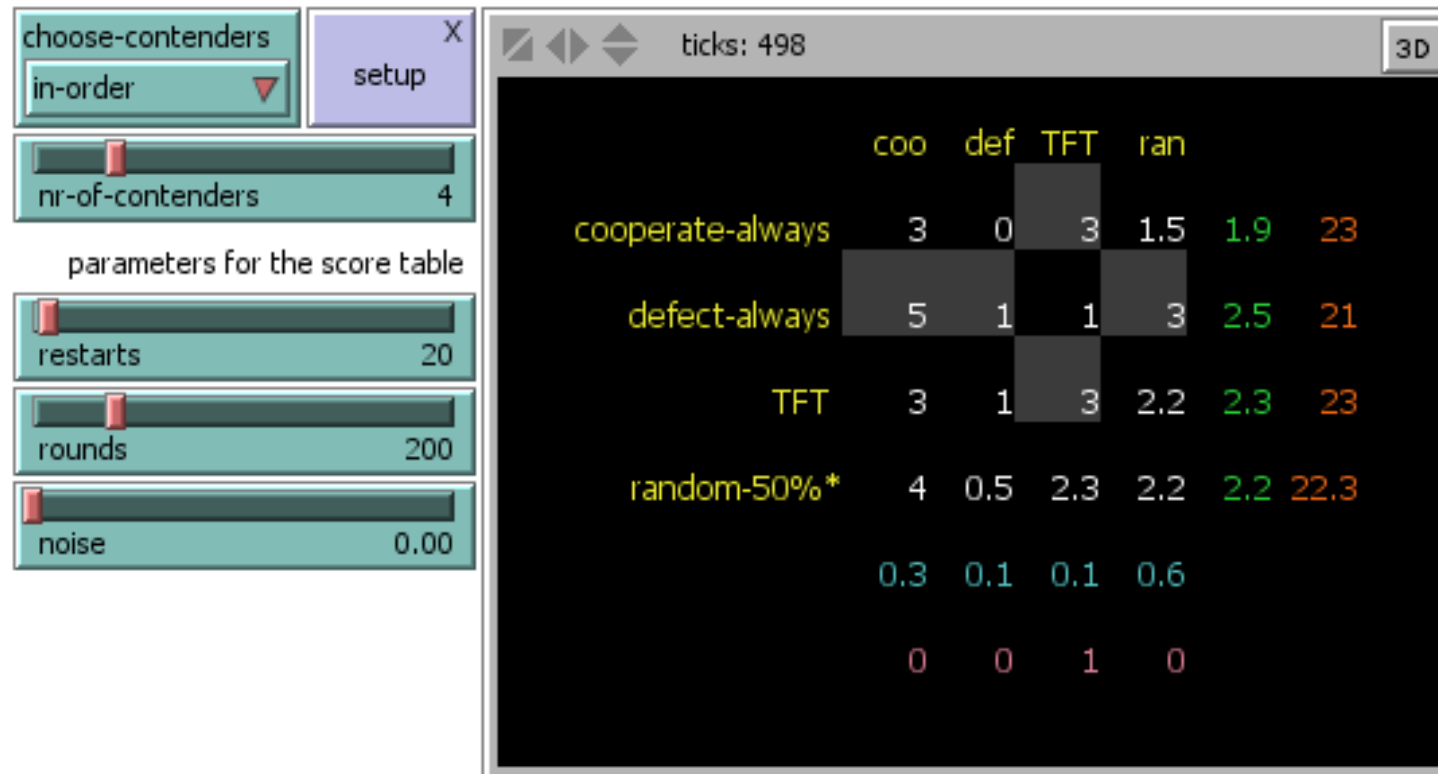 choose-contenders
in-order
X
setup
nr-of-contenders 4
parameters for the score table
restarts 20
rounds 200
noise 0.00
ticks: 498
3D
coo def TFT ran
cooperate-always 3 0 3 1.5 1.9 23
defect-always 5 1 1 3 2.5 21
TFT 3 1 3 2.2 2.3 23
random-50%* 4 0.5 2.3 2.2 2.2 22.3
0.3 0.1 0.1 0.6
0 0 1 0